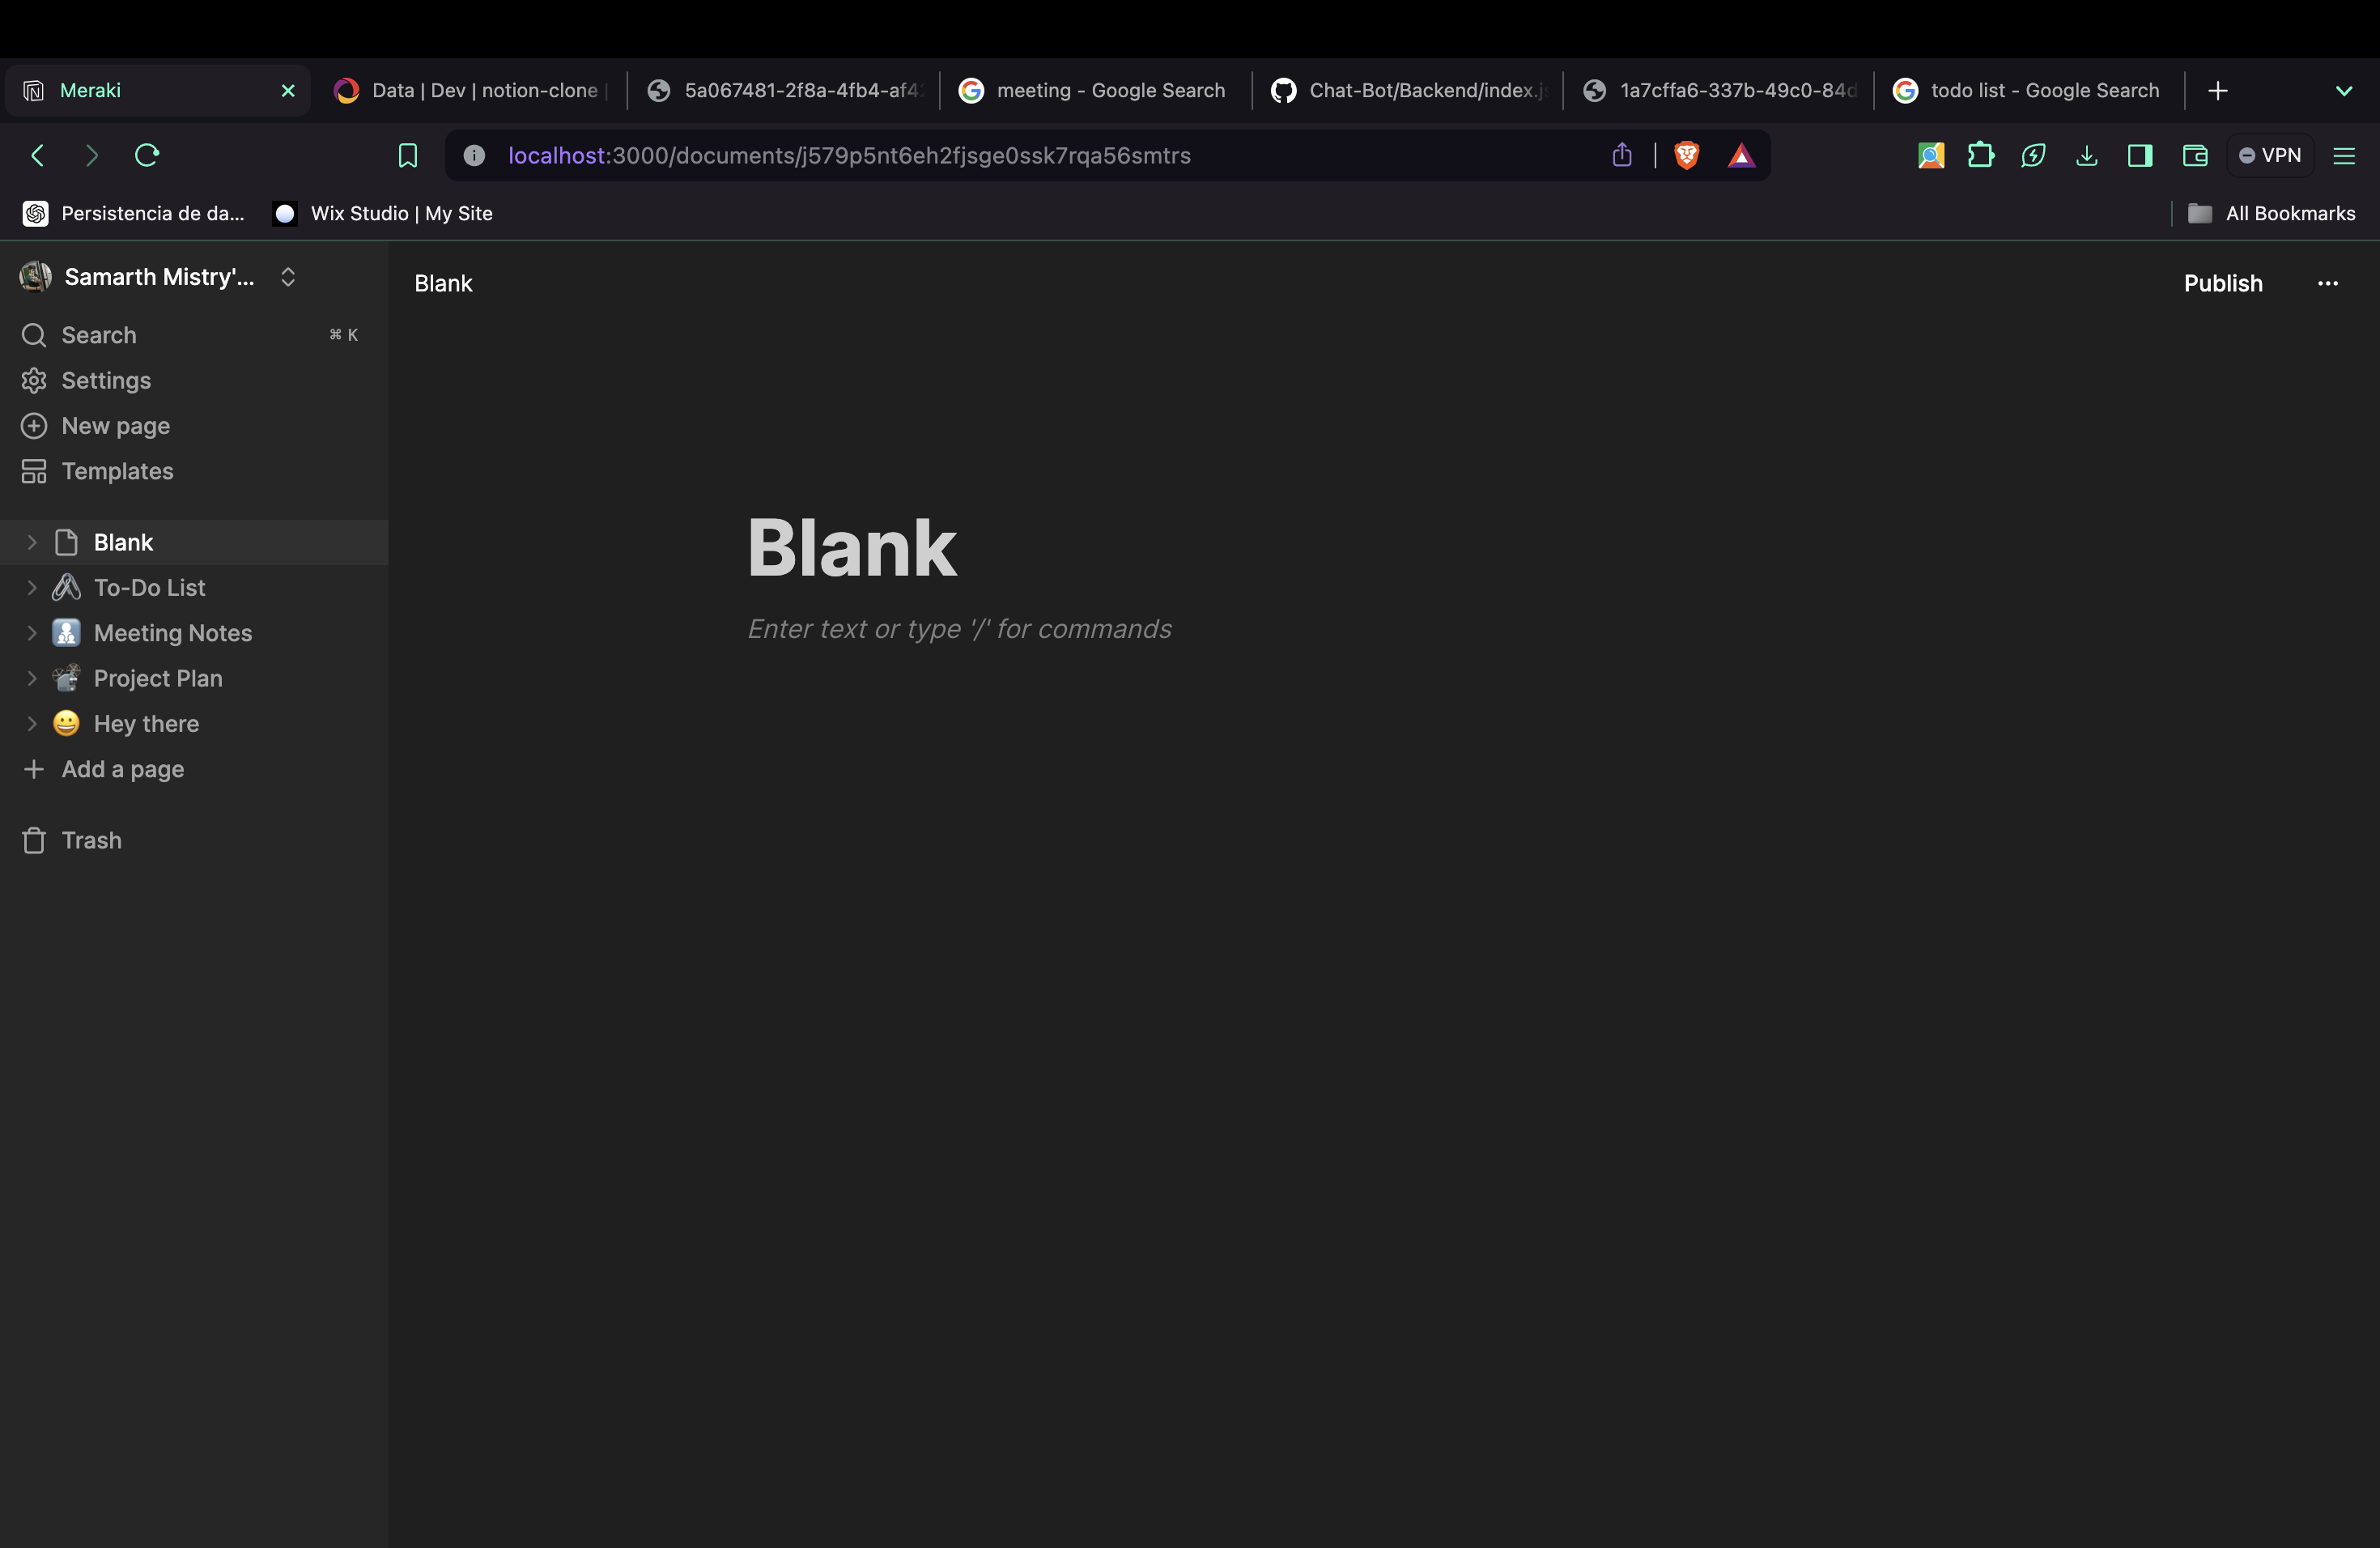 Meraki
Data | Dev | notion-clone |
5a067481-2f8a-4fb4-af4
meeting - Google Search
Chat-Bot/Backend/index.js
1a7cffa6-337b-49c0-84d
todo list - Google Search
localhost:3000/documents/j579p5nt6eh2fjsge0ssk7rqa56smtrs
VPN
Persistencia de da...
Wix Studio | My Site
All Bookmarks
Samarth Mistry'...
Blank
Publish
Search
⌘ K
Settings
New page
Templates
Blank
To-Do List
Meeting Notes
Project Plan
Hey there
Add a page
Trash
Blank
Enter text or type '/' for commands